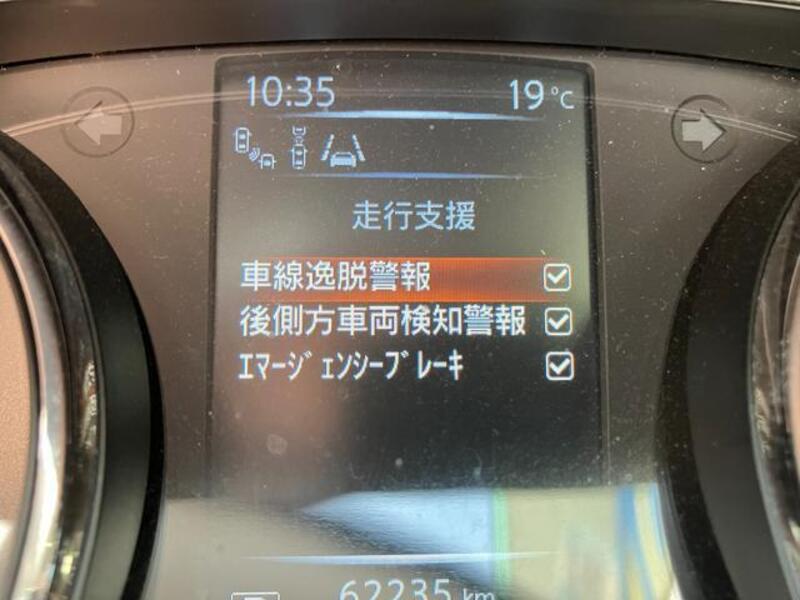 10:35 19℃
走行支援
車線逸脱警報
後側方車両検知警報
ｴﾏｰｼﾞｪﾝｼｰﾌﾞﾚｰｷ
62235 km